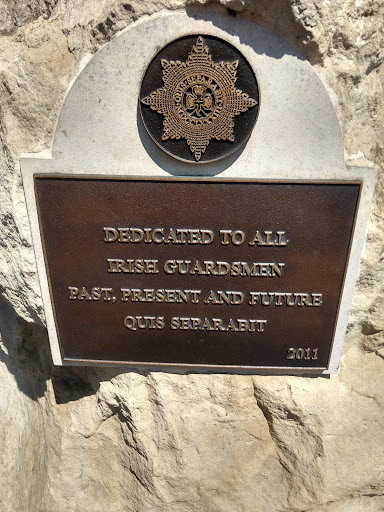 DEDICATED TO ALL
IRISH GUARDSMEN
PAST, PRESENT AND FUTURE
QUIS SEPARABIT
2011